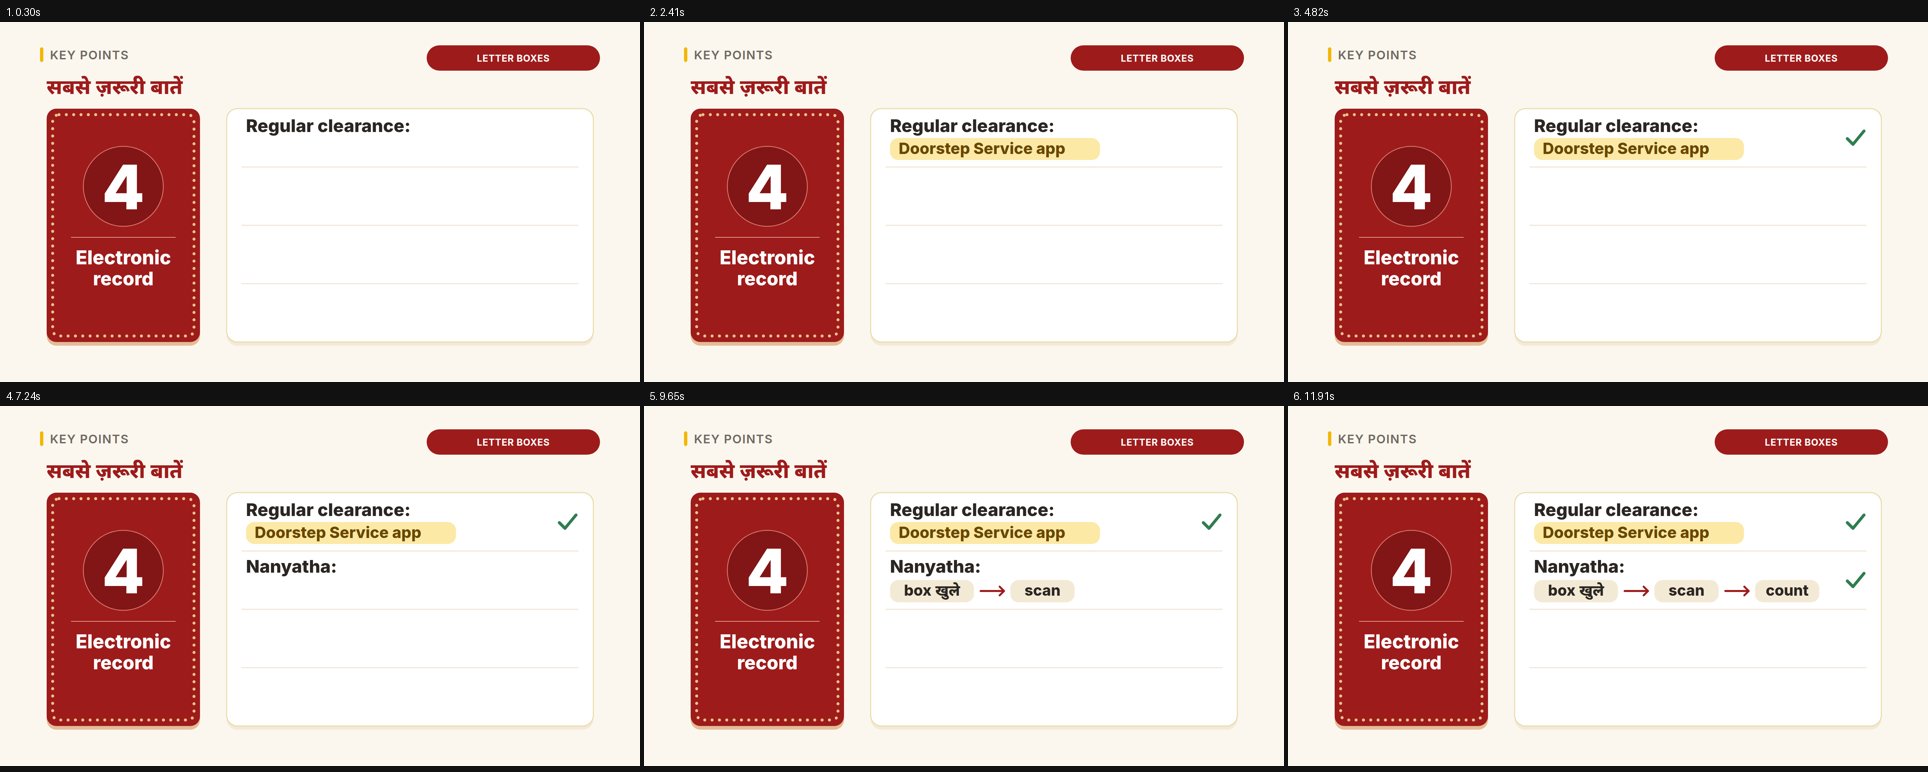 1. 0.30s
KEY POINTS
LETTER BOXES
सबसे ज़रूरी बातें
4
Electronic
record
Regular clearance:
2. 2.41s
KEY POINTS
LETTER BOXES
सबसे ज़रूरी बातें
4
Electronic
record
Regular clearance:
Doorstep Service app
3. 4.82s
KEY POINTS
LETTER BOXES
सबसे ज़रूरी बातें
4
Electronic
record
Regular clearance:
Doorstep Service app
4. 7.24s
KEY POINTS
LETTER BOXES
सबसे ज़रूरी बातें
4
Electronic
record
Regular clearance:
Doorstep Service app
Nanyatha:
5. 9.65s
KEY POINTS
LETTER BOXES
सबसे ज़रूरी बातें
4
Electronic
record
Regular clearance:
Doorstep Service app
Nanyatha:
box खुले → scan
6. 11.91s
KEY POINTS
LETTER BOXES
सबसे ज़रूरी बातें
4
Electronic
record
Regular clearance:
Doorstep Service app
Nanyatha:
box खुले → scan → count